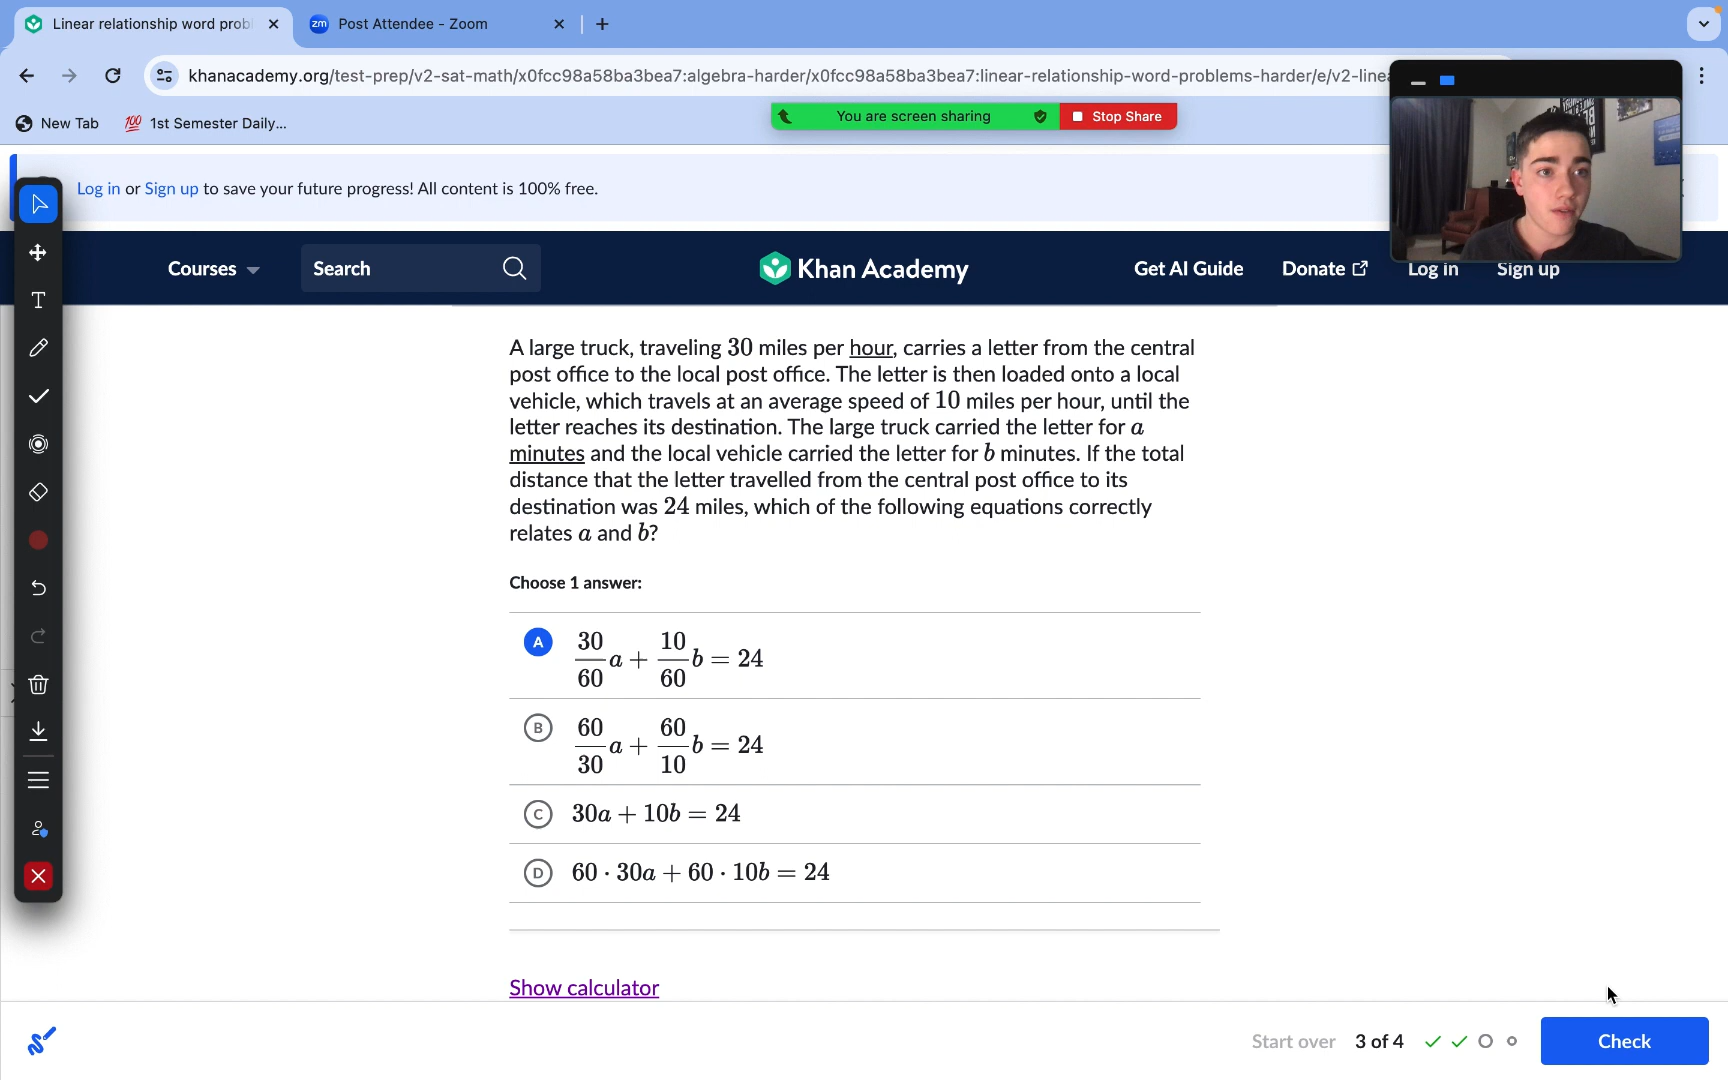 Linear relationship word prob
Post Attendee - Zoom
khanacademy.org/test-prep/v2-sat-math/x0fcc98a58ba3bea7:algebra-harder/x0fcc98a58ba3bea7:linear-relationship-word-problems-harder/e/v2-linea
New Tab
1st Semester Daily...
You are screen sharing
Stop Share
Log in or Sign up to save your future progress! All content is 100% free.
Courses
Search
Khan Academy
Get AI Guide
Donate
Log in
Sign up
A large truck, traveling 30 miles per hour, carries a letter from the central
post office to the local post office. The letter is then loaded onto a local
vehicle, which travels at an average speed of 10 miles per hour, until the
letter reaches its destination. The large truck carried the letter for a
minutes and the local vehicle carried the letter for b minutes. If the total
distance that the letter travelled from the central post office to its
destination was 24 miles, which of the following equations correctly
relates a and b?
Choose 1 answer:
A 30/60 a + 10/60 b = 24
B 60/30 a + 60/10 b = 24
C 30a + 10b = 24
D 60 · 30a + 60 · 10b = 24
Show calculator
Start over 3 of 4 Check